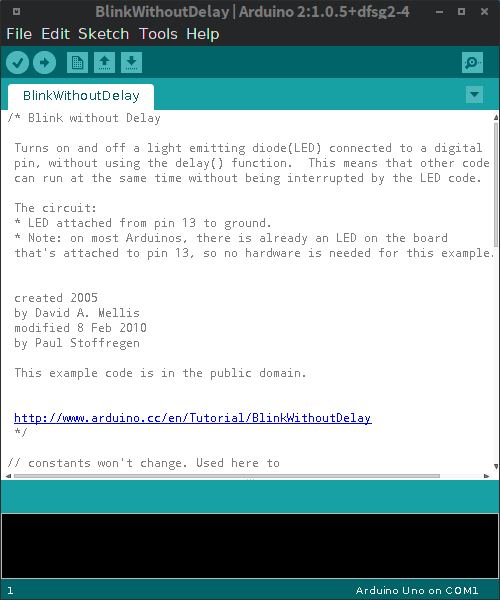 BlinkWithoutDelay | Arduino 2:1.0.5+dfsg2-4
File Edit Sketch Tools Help
BlinkWithoutDelay
/* Blink without Delay
Turns on and off a light emitting diode(LED) connected to a digital
pin, without using the delay() function.  This means that other code
can run at the same time without being interrupted by the LED code.
The circuit:
* LED attached from pin 13 to ground.
* Note: on most Arduinos, there is already an LED on the board
that's attached to pin 13, so no hardware is needed for this example.
created 2005
by David A. Mellis
modified 8 Feb 2010
by Paul Stoffregen
This example code is in the public domain.
http://www.arduino.cc/en/Tutorial/BlinkWithoutDelay
*/
// constants won't change. Used here to
1
Arduino Uno on COM1